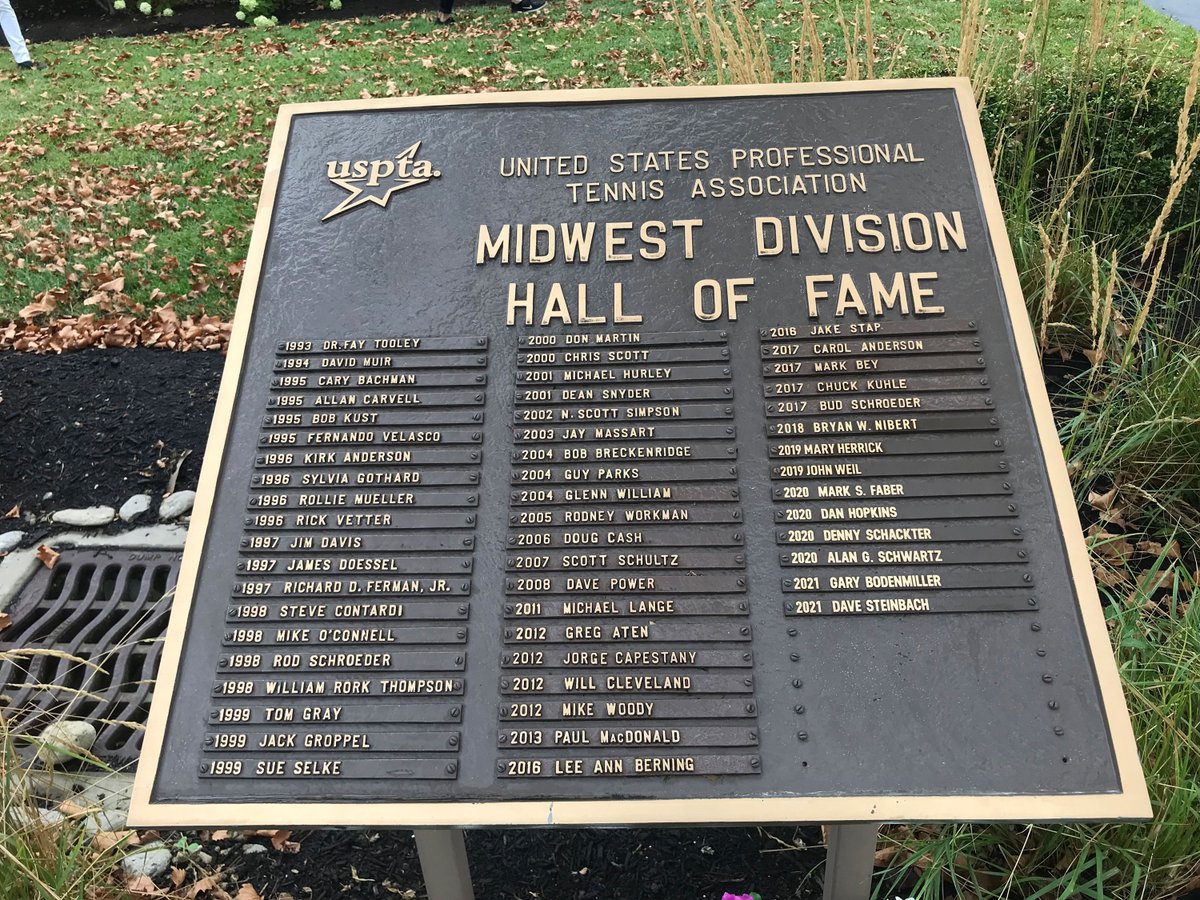 uspta.
UNITED STATES PROFESSIONAL
TENNIS ASSOCIATION
MIDWEST DIVISION
HALL OF FAME
1993 DR. FAY TOOLEY
1994 DAVID MUIR
1995 CARY BACHMAN
1995 ALLAN CARVELL
1995 BOB KUST
1995 FERNANDO VELASCO
1996 KIRK ANDERSON
1996 SYLVIA GOTHARD
1996 ROLLIE MUELLER
1996 RICK VETTER
1997 JIM DAVIS
1997 JAMES DOESSEL
1997 RICHARD D. FERMAN, JR.
1998 STEVE CONTARDI
1998 MIKE O'CONNELL
1998 ROD SCHROEDER
1998 WILLIAM RORK THOMPSON
1999 TOM GRAY
1999 JACK GROPPEL
1999 SUE SELKE
2000 DON MARTIN
2000 CHRIS SCOTT
2001 MICHAEL HURLEY
2001 DEAN SNYDER
2002 N. SCOTT SIMPSON
2003 JAY MASSART
2004 BOB BRECKENRIDGE
2004 GUY PARKS
2004 GLENN WILLIAM
2005 RODNEY WORKMAN
2006 DOUG CASH
2007 SCOTT SCHULTZ
2008 DAVE POWER
2011 MICHAEL LANGE
2012 GREG ATEN
2012 JORGE CAPESTANY
2012 WILL CLEVELAND
2012 MIKE WOODY
2013 PAUL MacDONALD
2016 LEE ANN BERNING
2016 JAKE STAP
2017 CAROL ANDERSON
2017 MARK BEY
2017 CHUCK KUHLE
2017 BUD SCHROEDER
2018 BRYAN W. NIBERT
2019 MARY HERRICK
2019 JOHN WEIL
2020 MARK S. FABER
2020 DAN HOPKINS
2020 DENNY SCHACKTER
2020 ALAN G. SCHWARTZ
2021 GARY BODENMILLER
2021 DAVE STEINBACH
DUMP